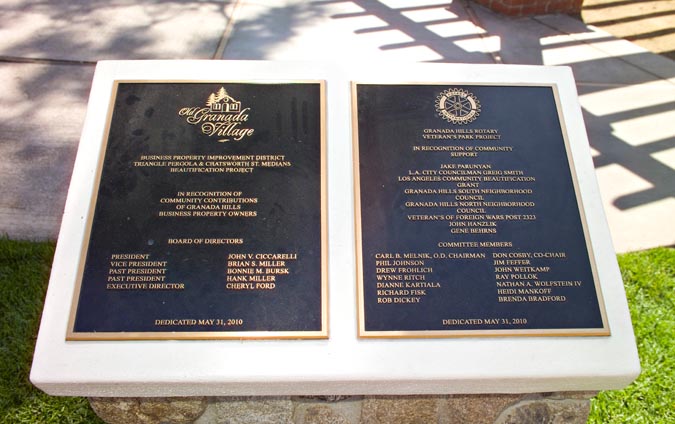 Old Granada
Village
BUSINESS PROPERTY IMPROVEMENT DISTRICT
TRIANGLE PERGOLA & CHATSWORTH ST. MEDIANS
BEAUTIFICATION PROJECT
IN RECOGNITION OF
COMMUNITY CONTRIBUTIONS
OF GRANADA HILLS
BUSINESS PROPERTY OWNERS
BOARD OF DIRECTORS
PRESIDENT JOHN V. CICCARELLI
VICE PRESIDENT BRIAN S. MILLER
PAST PRESIDENT BONNIE M. BURSK
PAST PRESIDENT HANK MILLER
EXECUTIVE DIRECTOR CHERYL FORD
DEDICATED MAY 31, 2010
GRANADA HILLS ROTARY
VETERAN'S PARK PROJECT
IN RECOGNITION OF COMMUNITY
SUPPORT
JAKE PARUNYAN
L.A. CITY COUNCILMAN GREIG SMITH
LOS ANGELES COMMUNITY BEAUTIFICATION
GRANT
GRANADA HILLS SOUTH NEIGHBORHOOD
COUNCIL
GRANADA HILLS NORTH NEIGHBORHOOD
COUNCIL
VETERAN'S OF FOREIGN WARS POST 2323
JOHN HANZLIK
GENE BEHRNS
COMMITTEE MEMBERS
CARL B. MELNIK, O.D. CHAIRMAN DON COSBY, CO-CHAIR
PHIL JOHNSON JIM FEFFER
DREW FROHLICH JOHN WEITKAMP
WYNNE RITCH RAY POLLOK
DIANNE KARTIALA NATHAN A. WOLFSTEIN IV
RICHARD FISK HEIDI MANKOFF
ROB DICKEY BRENDA BRADFORD
DEDICATED MAY 31, 2010